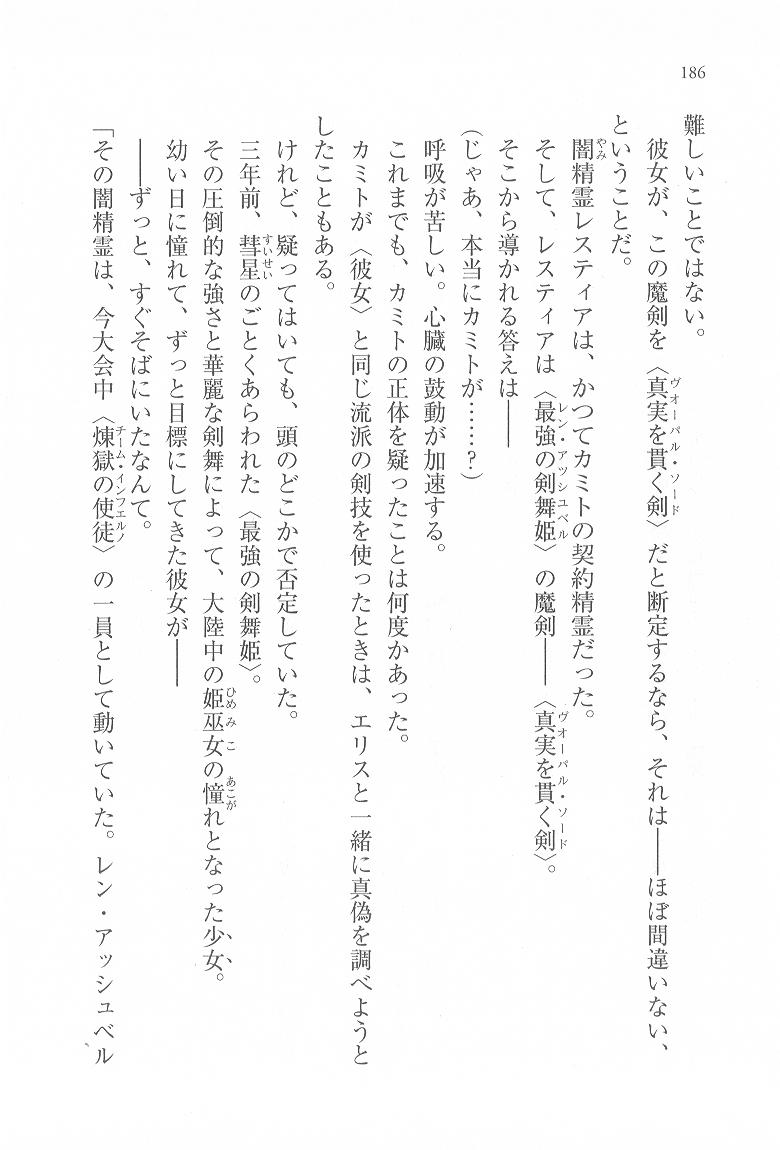 186
難しいことではない。
彼女が、この魔剣を〈真実を貫く剣〉だと断定するなら、それは――ほぼ間違いない、
ということだ。
闇精霊レスティアは、かつてカミトの契約精霊だった。
そして、レスティアは〈最強の剣舞姫〉の魔剣――〈真実を貫く剣〉。
そこから導かれる答えは――
(じゃあ、本当にカミトが……?)
呼吸が苦しい。心臓の鼓動が加速する。
これまでも、カミトの正体を疑ったことは何度かあった。
カミトが〈彼女〉と同じ流派の剣技を使ったときは、エリスと一緒に真偽を調べようと
したこともある。
けれど、疑ってはいても、頭のどこかで否定していた。
三年前、彗星のごとくあらわれた〈最強の剣舞姫〉。
その圧倒的な強さと華麗な剣舞によって、大陸中の姫巫女の憧れとなった少女。
幼い日に憧れて、ずっと目標にしてきた彼女が――
――ずっと、すぐそばにいたなんて。
「その闇精霊は、今大会中〈煉獄の使徒〉の一員として動いていた。レン・アッシュベル
ヴォーパル・ソード
やみ
レン・アッシュベル
ヴォーパル・ソード
すいせい
ひめみこ
あこが
チーム・インフェルノ